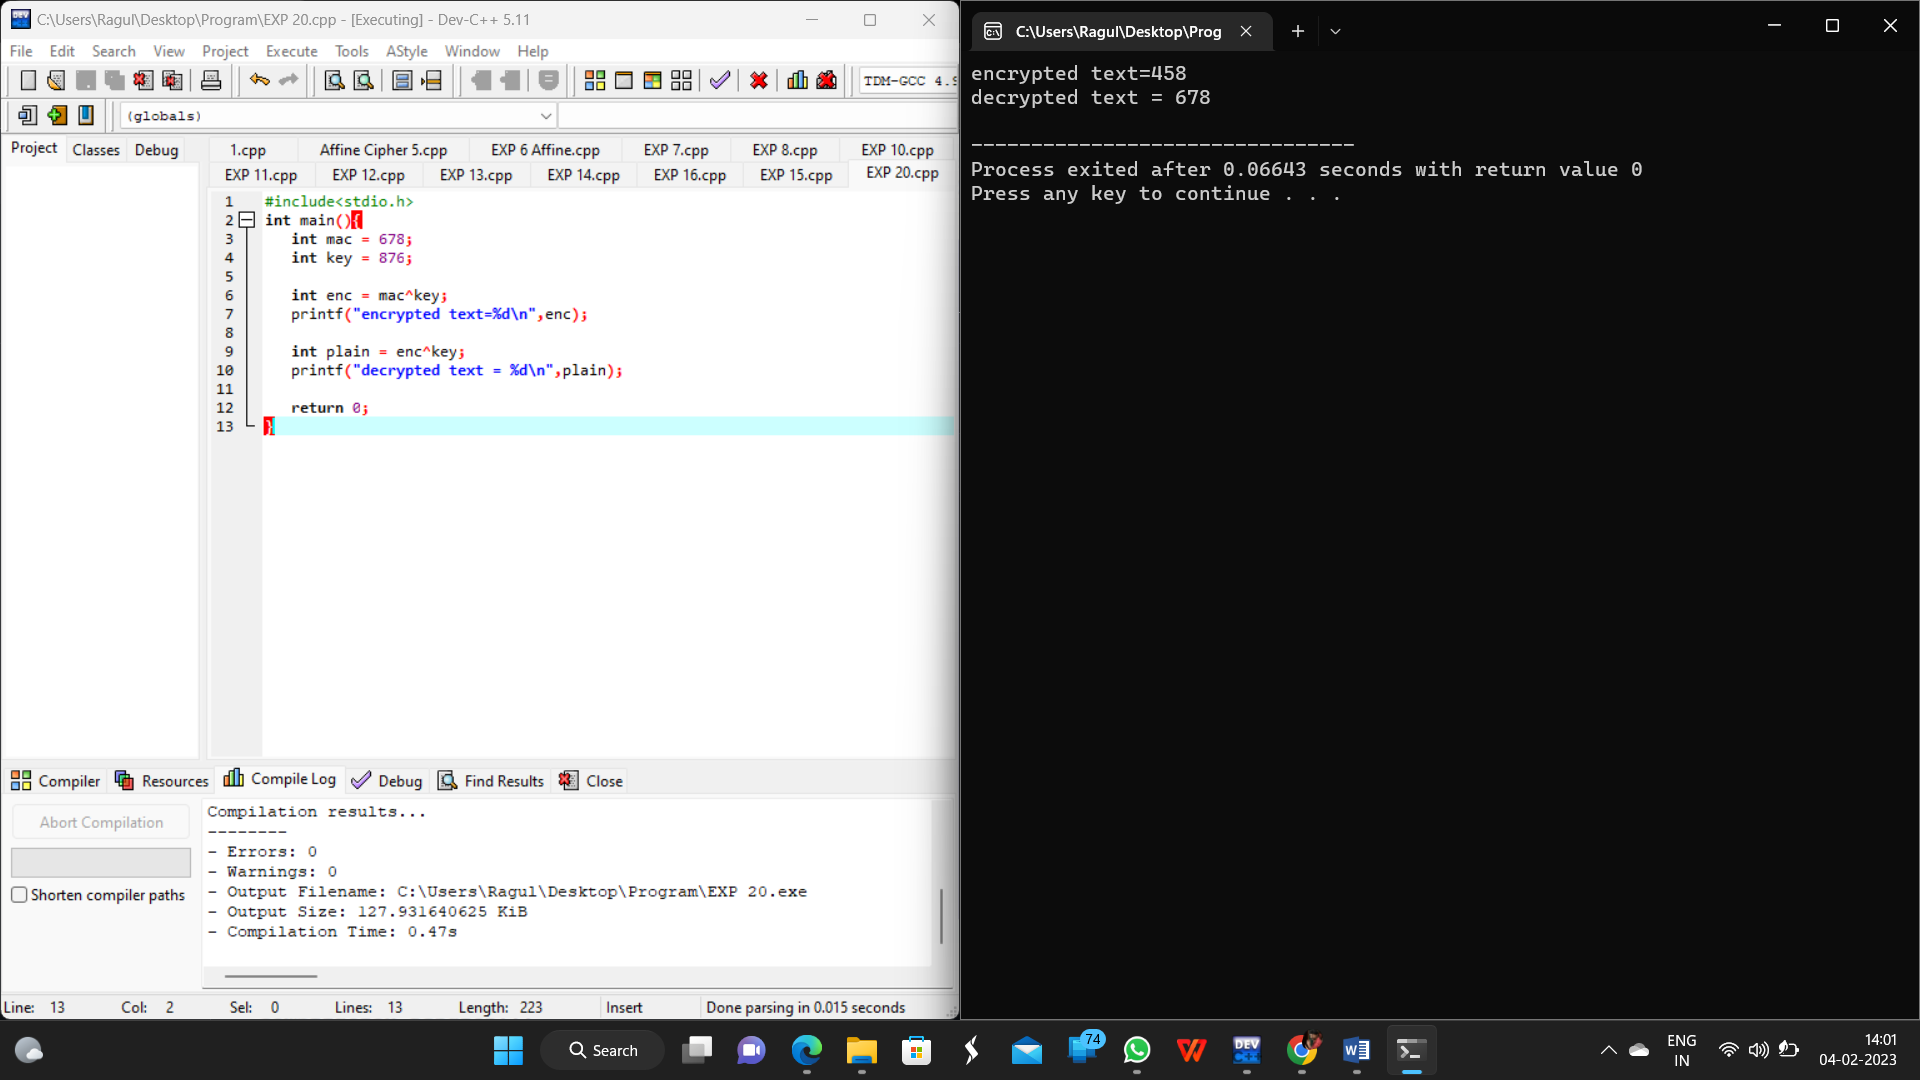 C:\Users\Ragul\Desktop\Program\EXP 20.cpp - [Executing] - Dev-C++ 5.11
File Edit Search View Project Execute Tools AStyle Window Help
TDM-GCC 4.9
(globals)
Project Classes Debug
1.cpp Affine Cipher 5.cpp EXP 6 Affine.cpp EXP 7.cpp EXP 8.cpp EXP 10.cpp
EXP 11.cpp EXP 12.cpp EXP 13.cpp EXP 14.cpp EXP 16.cpp EXP 15.cpp EXP 20.cpp
1 #include<stdio.h>
2 int main(){
3 int mac = 678;
4 int key = 876;
5
6 int enc = mac^key;
7 printf("encrypted text=%d\n",enc);
8
9 int plain = enc^key;
10 printf("decrypted text = %d\n",plain);
11
12 return 0;
13 }
Compiler Resources Compile Log Debug Find Results Close
Abort Compilation
Shorten compiler paths
Compilation results...
--------
- Errors: 0
- Warnings: 0
- Output Filename: C:\Users\Ragul\Desktop\Program\EXP 20.exe
- Output Size: 127.931640625 KiB
- Compilation Time: 0.47s
Line: 13 Col: 2 Sel: 0 Lines: 13 Length: 223 Insert Done parsing in 0.015 seconds
C:\Users\Ragul\Desktop\Prog
encrypted text=458
decrypted text = 678
--------------------------------
Process exited after 0.06643 seconds with return value 0
Press any key to continue . . .
Search
74
DEV
ENG
IN
14:01
04-02-2023